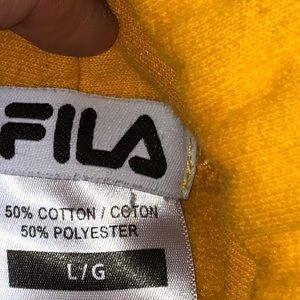 FILA
50% COTTON / COTON
50% POLYESTER
L/G